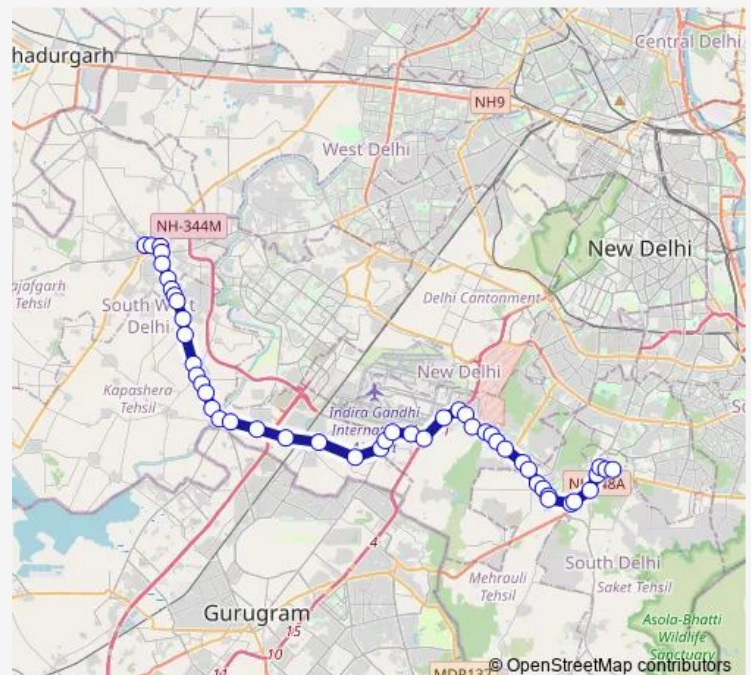 hadurgarh
Central Delhi
NH9
West Delhi
NH-344M
New Delhi
ajafgarh
Tehsil
Delhi Cantonment
South West
Delhi
New Delhi
Kapashera
Tehsil
Indira Gandhi
Internat
South Delhi
4
Mehrauli
Tehsil
Saket Tehsil
Gurugram
15
10
11
Asola-Bhatti
Wildlife
Sanctuary
MDR137
© OpenStreetMap contributors